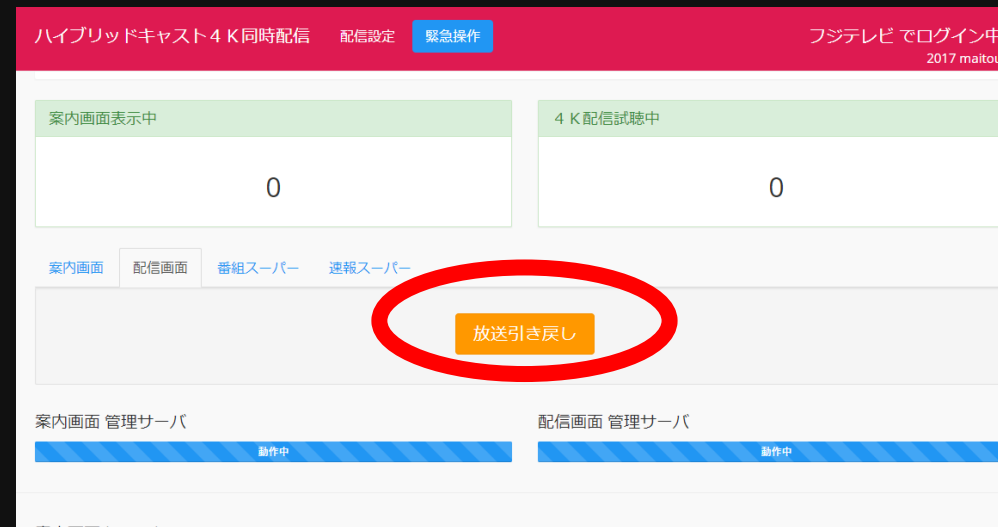 ハイブリッドキャスト４Ｋ同時配信 配信設定 緊急操作 フジテレビ でログイン中
2017 maitou
案内画面表示中 ４Ｋ配信試聴中
0 0
案内画面 配信画面 番組スーパー 速報スーパー
放送引き戻し
案内画面 管理サーバ 配信画面 管理サーバ
動作中 動作中